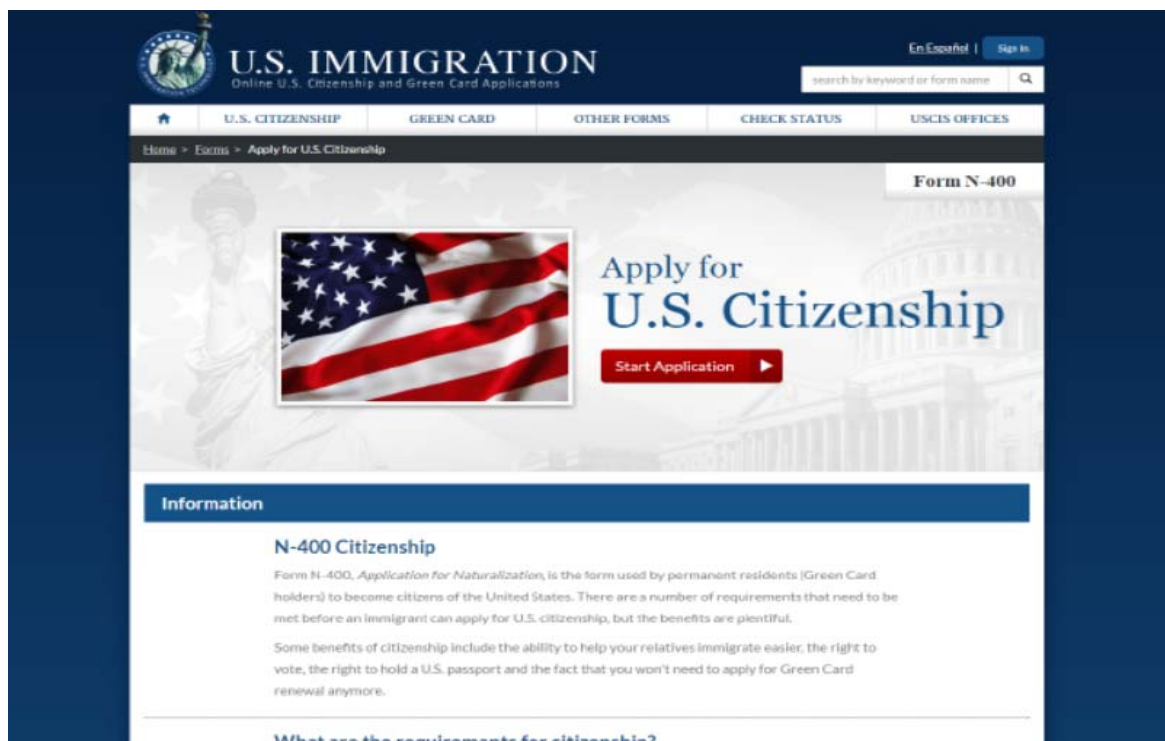 U.S. IMMIGRATION
Online U.S. Citizenship and Green Card Applications
En Español | Sign In
search by keyword or form name
U.S. CITIZENSHIP GREEN CARD OTHER FORMS CHECK STATUS USCIS OFFICES
Home > Forms > Apply for U.S. Citizenship
Form N-400
Apply for
U.S. Citizenship
Start Application
Information
N-400 Citizenship
Form N-400, Application for Naturalization, is the form used by permanent residents (Green Card
holders) to become citizens of the United States. There are a number of requirements that need to be
met before an immigrant can apply for U.S. citizenship, but the benefits are plentiful.
Some benefits of citizenship include the ability to help your relatives immigrate easier, the right to
vote, the right to hold a U.S. passport and the fact that you won't need to apply for Green Card
renewal anymore.
What are the requirements for citizenship?